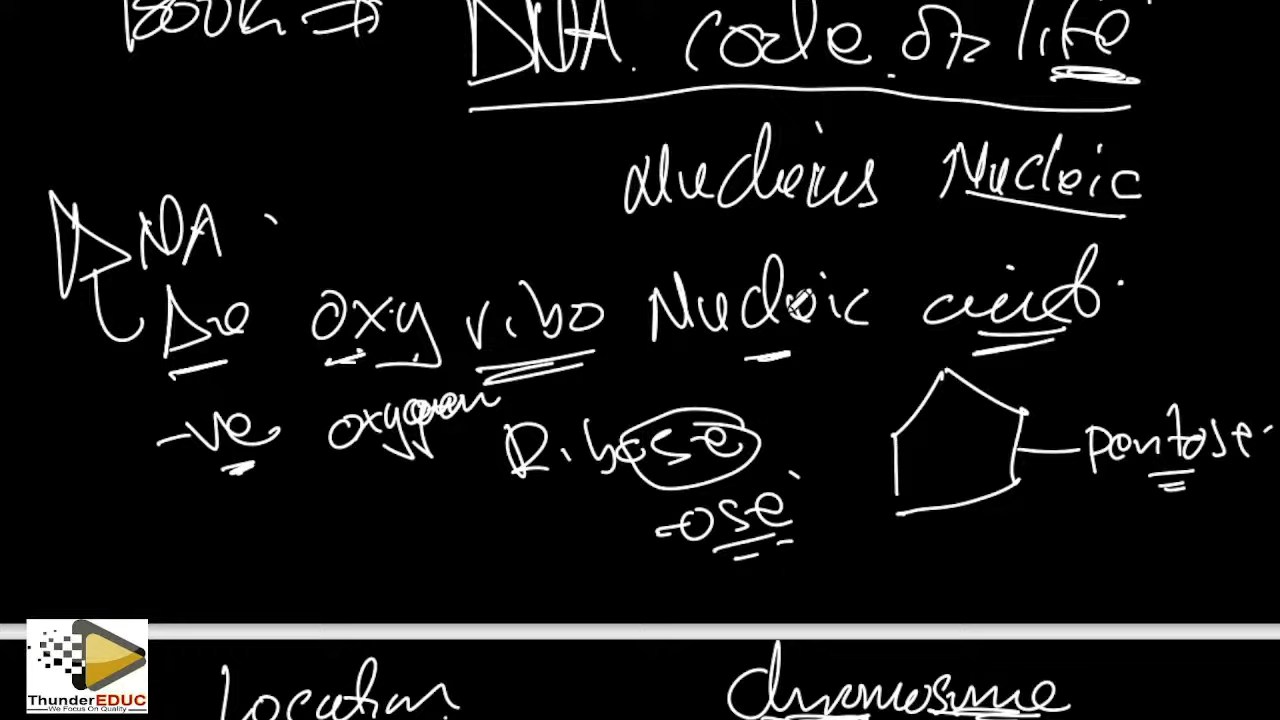 Book ⇒ DNA. code of life
Nucleus Nucleic
DNA
De oxy ribo Nucleic acid.
-ve oxygen Ribose pentose.
-ose
ThunderEDUC
We Focus On Quality
Location chromosome